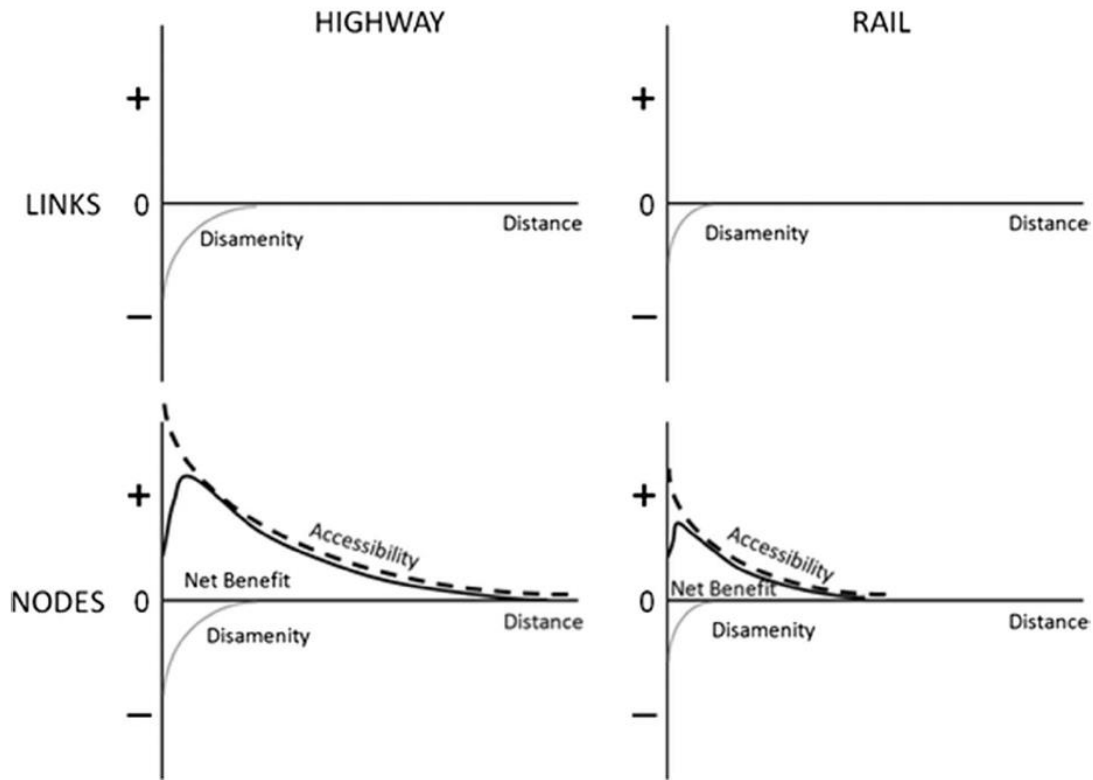 HIGHWAY
RAIL
+
+
LINKS
0
0
Distance
Distance
Disamenity
Disamenity
−
−
+
+
Accessibility
Accessibility
Net Benefit
Net Benefit
NODES
0
0
Distance
Distance
Disamenity
Disamenity
−
−